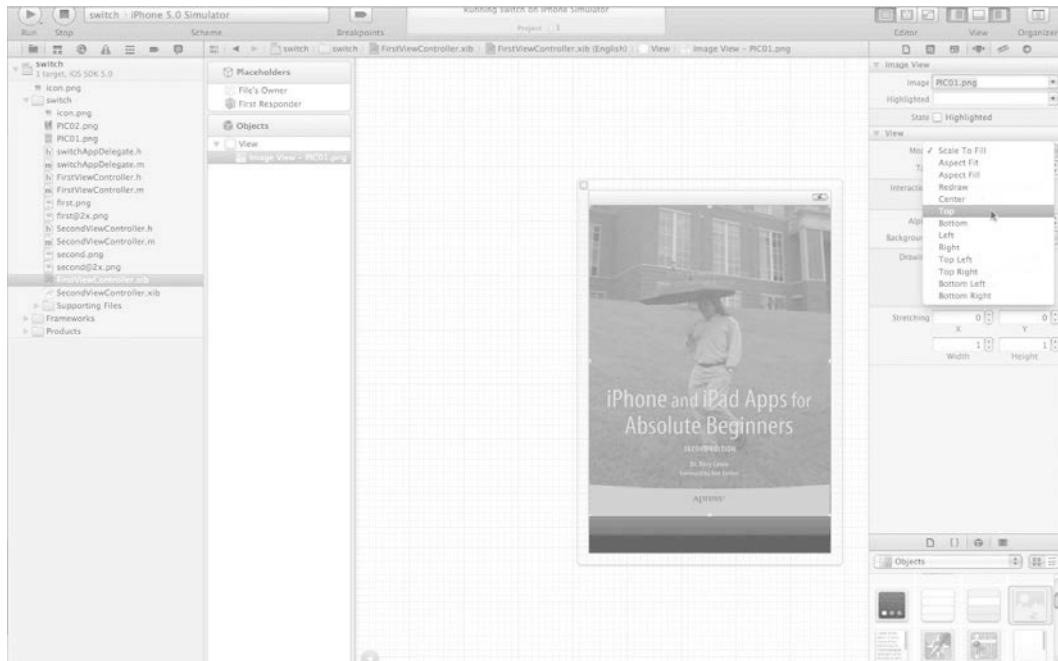 switch › iPhone 5.0 Simulator
Running switch on iPhone Simulator
Project
Run
Stop
Scheme
Breakpoints
Editor
View
Organizer
switch
switch
FirstViewController.xib
FirstViewController.xib (English)
View
Image View – PIC01.png
switch
1 target, iOS SDK 5.0
icon.png
switch
icon.png
PIC02.png
PIC01.png
switchAppDelegate.h
switchAppDelegate.m
FirstViewController.h
FirstViewController.m
first.png
first@2x.png
SecondViewController.h
SecondViewController.m
second.png
second@2x.png
FirstViewController.xib
SecondViewController.xib
Supporting Files
Frameworks
Products
Placeholders
File's Owner
First Responder
Objects
View
Image View – PIC01.png
iPhone and iPad Apps for
Absolute Beginners
SECOND EDITION
Dr. Rory Lewis
Apress
Image View
Image PIC01.png
Highlighted
State Highlighted
View
✓ Scale To Fill
Aspect Fit
Aspect Fill
Redraw
Center
Top
Bottom
Left
Right
Top Left
Top Right
Bottom Left
Bottom Right
Stretching 0 0
X Y
1 1
Width Height
{}
Objects